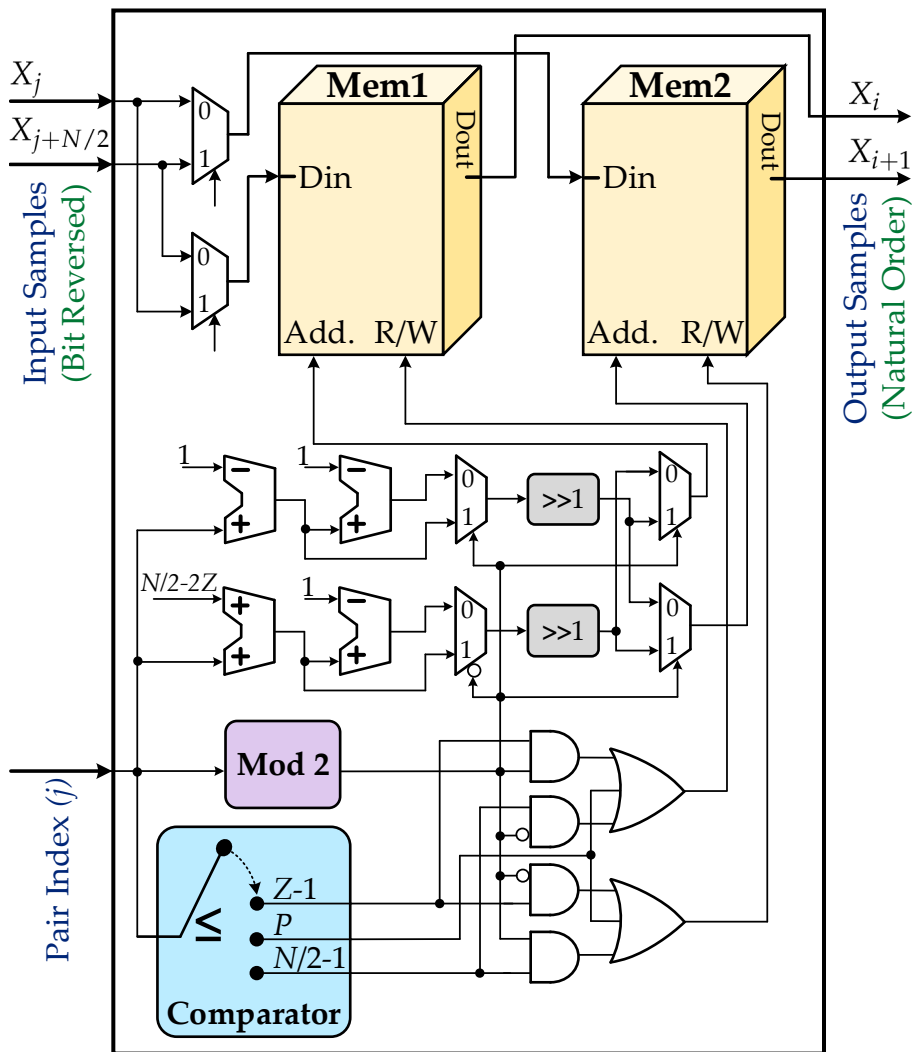 X_j
X_{j+N/2}
Input Samples
(Bit Reversed)
0
1
0
1
Mem1
Din
Dout
Add.
R/W
Mem2
Din
Dout
Add.
R/W
X_i
X_{i+1}
Output Samples
(Natural Order)
1
−
+
1
−
+
0
1
>>1
0
1
N/2-2Z
+
+
1
−
+
0
1
>>1
0
1
Pair Index (j)
Mod 2
≤
Z-1
P
N/2-1
Comparator